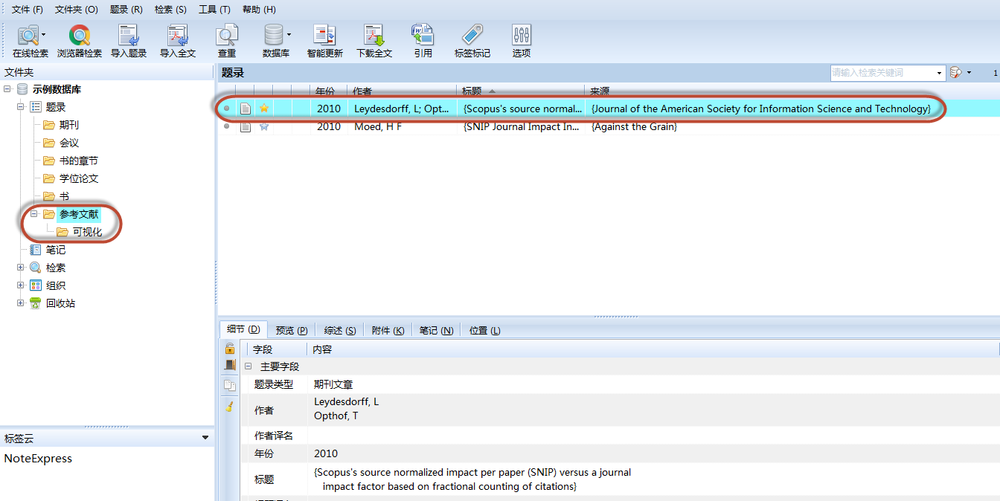 文件 (F) 文件夹 (O) 题录 (R) 检索 (S) 工具 (T) 帮助 (H)
在线检索 浏览器检索 导入题录 导入全文 查重 数据库 智能更新 下载全文 引用 标签标记 选项
文件夹
示例数据库
题录
期刊
会议
书的章节
学位论文
书
参考文献
可视化
笔记
检索
组织
回收站
标签云
NoteExpress
题录 请输入检索关键词 1
年份 作者 标题 来源
2010 Leydesdorff, L; Opt... {Scopus's source normal... {Journal of the American Society for Information Science and Technology}
2010 Moed, H F {SNIP Journal Impact In... {Against the Grain}
细节 (D) 预览 (P) 综述 (S) 附件 (K) 笔记 (N) 位置 (L)
字段 内容
主要字段
题录类型 期刊文章
作者 Leydesdorff, L
Opthof, T
作者译名
年份 2010
标题 {Scopus's source normalized impact per paper (SNIP) versus a journal
impact factor based on fractional counting of citations}